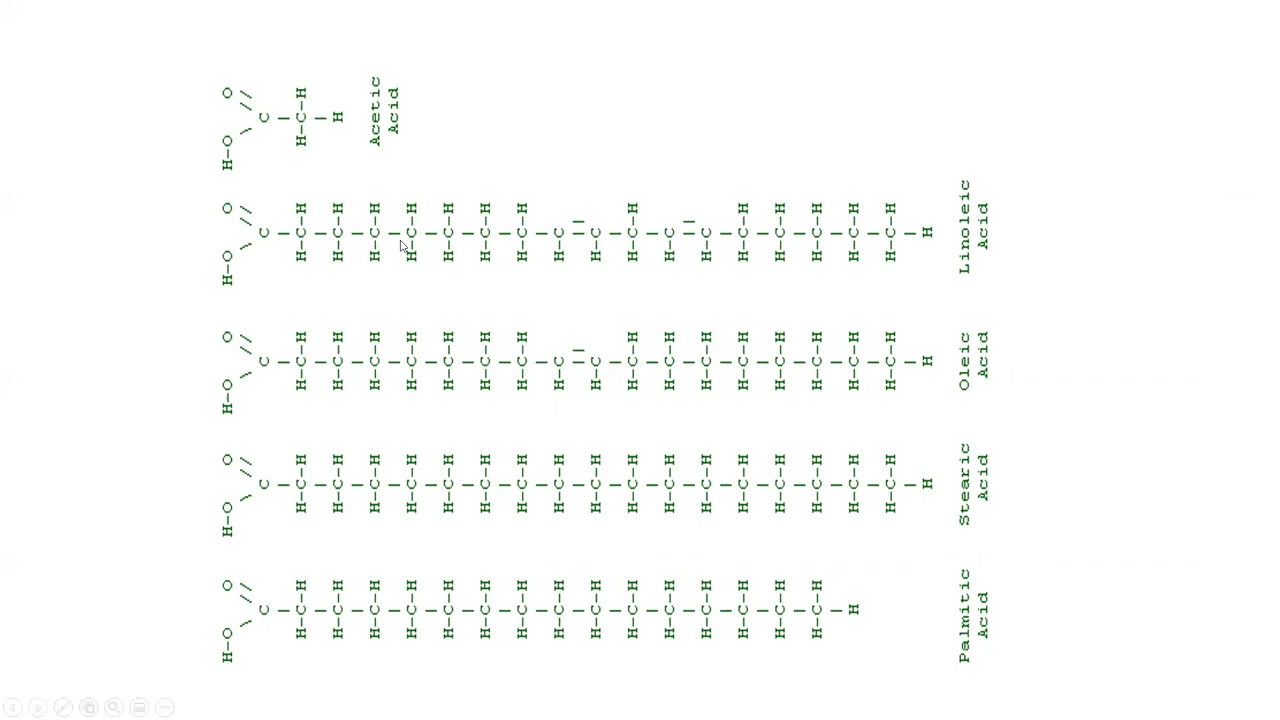 H-O O H-O O H-O O H-O O H-O O
C C C C C
H-C-H H-C-H H-C-H H-C-H H-C-H
H-C-H H-C-H H-C-H H-C-H H
H-C-H H-C-H H-C-H H-C-H Acetic
Acid
H-C-H H-C-H H-C-H H-C-H
H-C-H H-C-H H-C-H H-C-H
H-C-H H-C-H H-C-H H-C-H
H-C-H H-C-H H-C-H H-C-H
H-C-H H-C-H H-C H-C
H-C-H H-C-H H-C H-C
H-C-H H-C-H H-C-H H-C-H
H-C-H H-C-H H-C-H H-C
H-C-H H-C-H H-C-H H-C
H-C-H H-C-H H-C-H H-C-H
H-C-H H-C-H H-C-H H-C-H
H-C-H H-C-H H-C-H H-C-H
H H-C-H H-C-H H-C-H
H-C-H H-C-H H-C-H
H H H
Palmitic Stearic Oleic Linoleic
Acid Acid Acid Acid